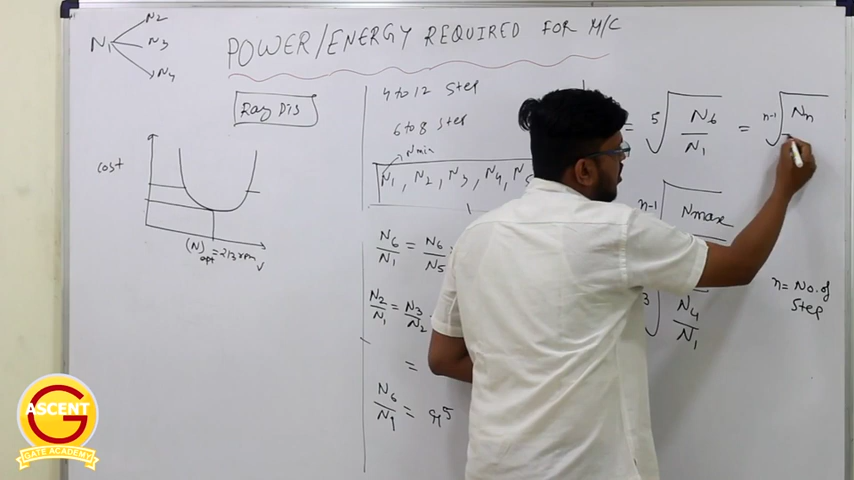 POWER/ENERGY REQUIRED FOR M/C
N1
N2
N3
N4
Ray Dis
cost
(N)opt = 213 rpm
V
4 to 12 Step
6 to 8 Step
Nmin
N1, N2, N3, N4, N5
N6/N1 = N6/N5
N2/N1 = N3/N2
=
N6/N1 = r^5
= 5√(N6/N1) = n-1√(Nn
n-1√(Nmax
3√(N4/N1)
n = No. of
Step
ASCENT
GATE ACADEMY